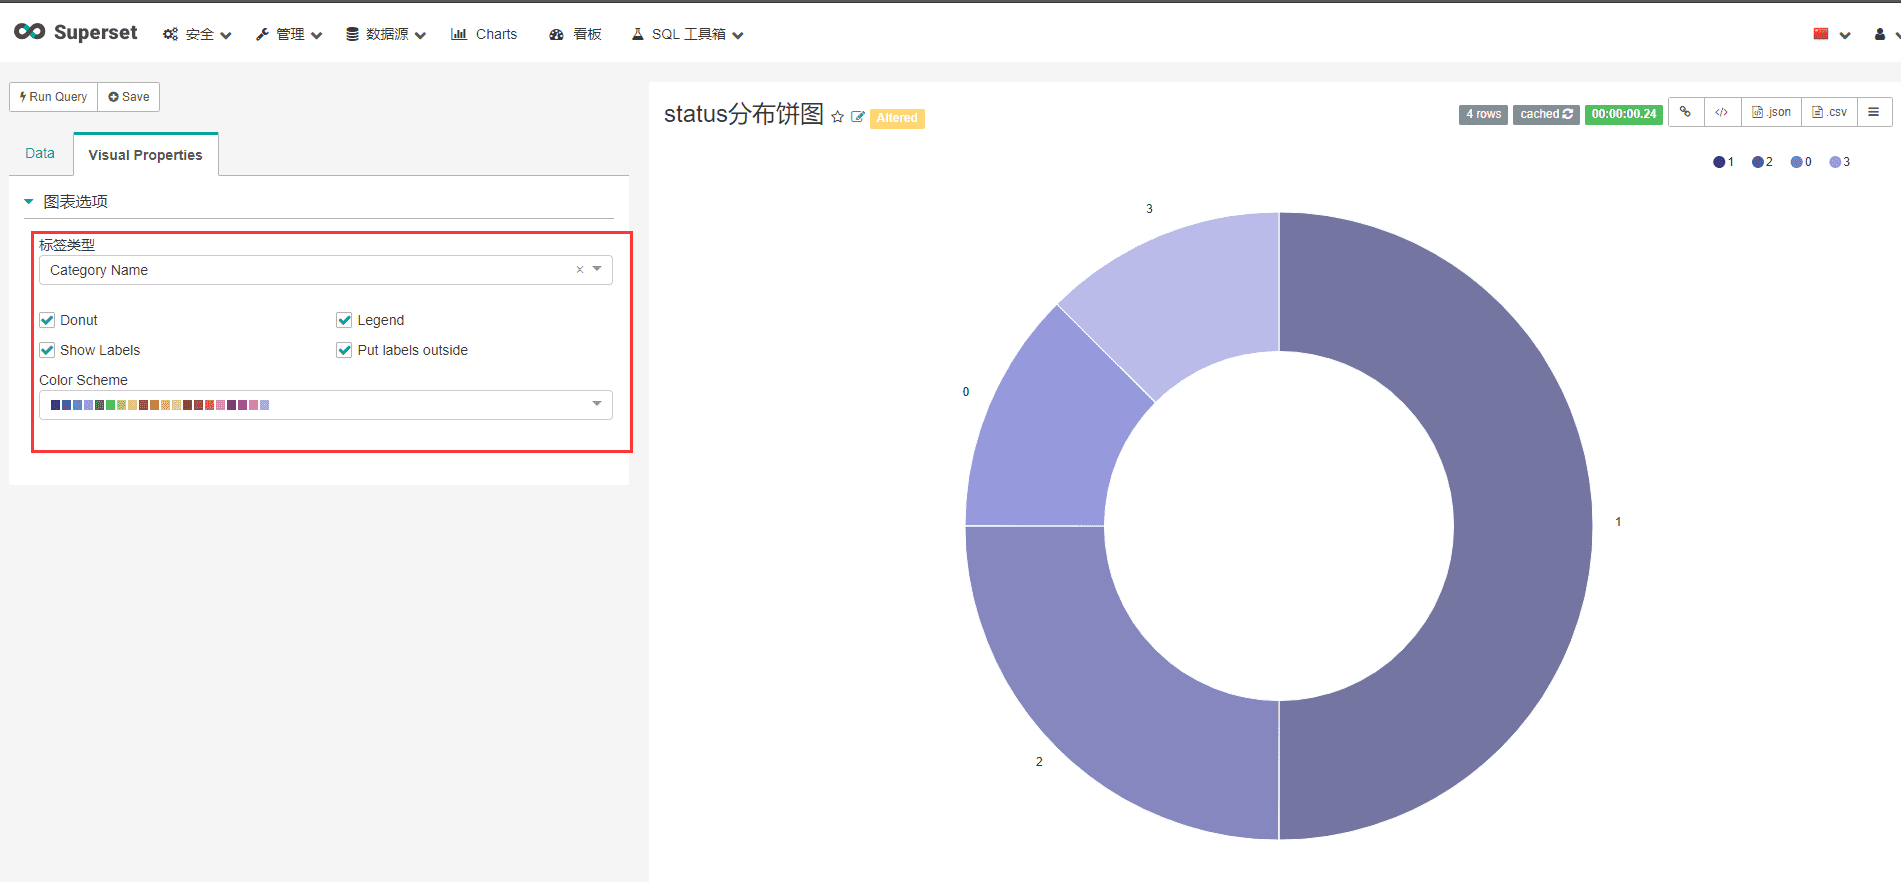 Superset 安全 管理 数据源 Charts 看板 SQL 工具箱
Run Query Save
Data Visual Properties
图表选项
标签类型
Category Name ×
Donut Legend
Show Labels Put labels outside
Color Scheme
status分布饼图 Altered 4 rows cached 00:00:00.24 </> .json .csv
1 2 0 3
3
0
1
2